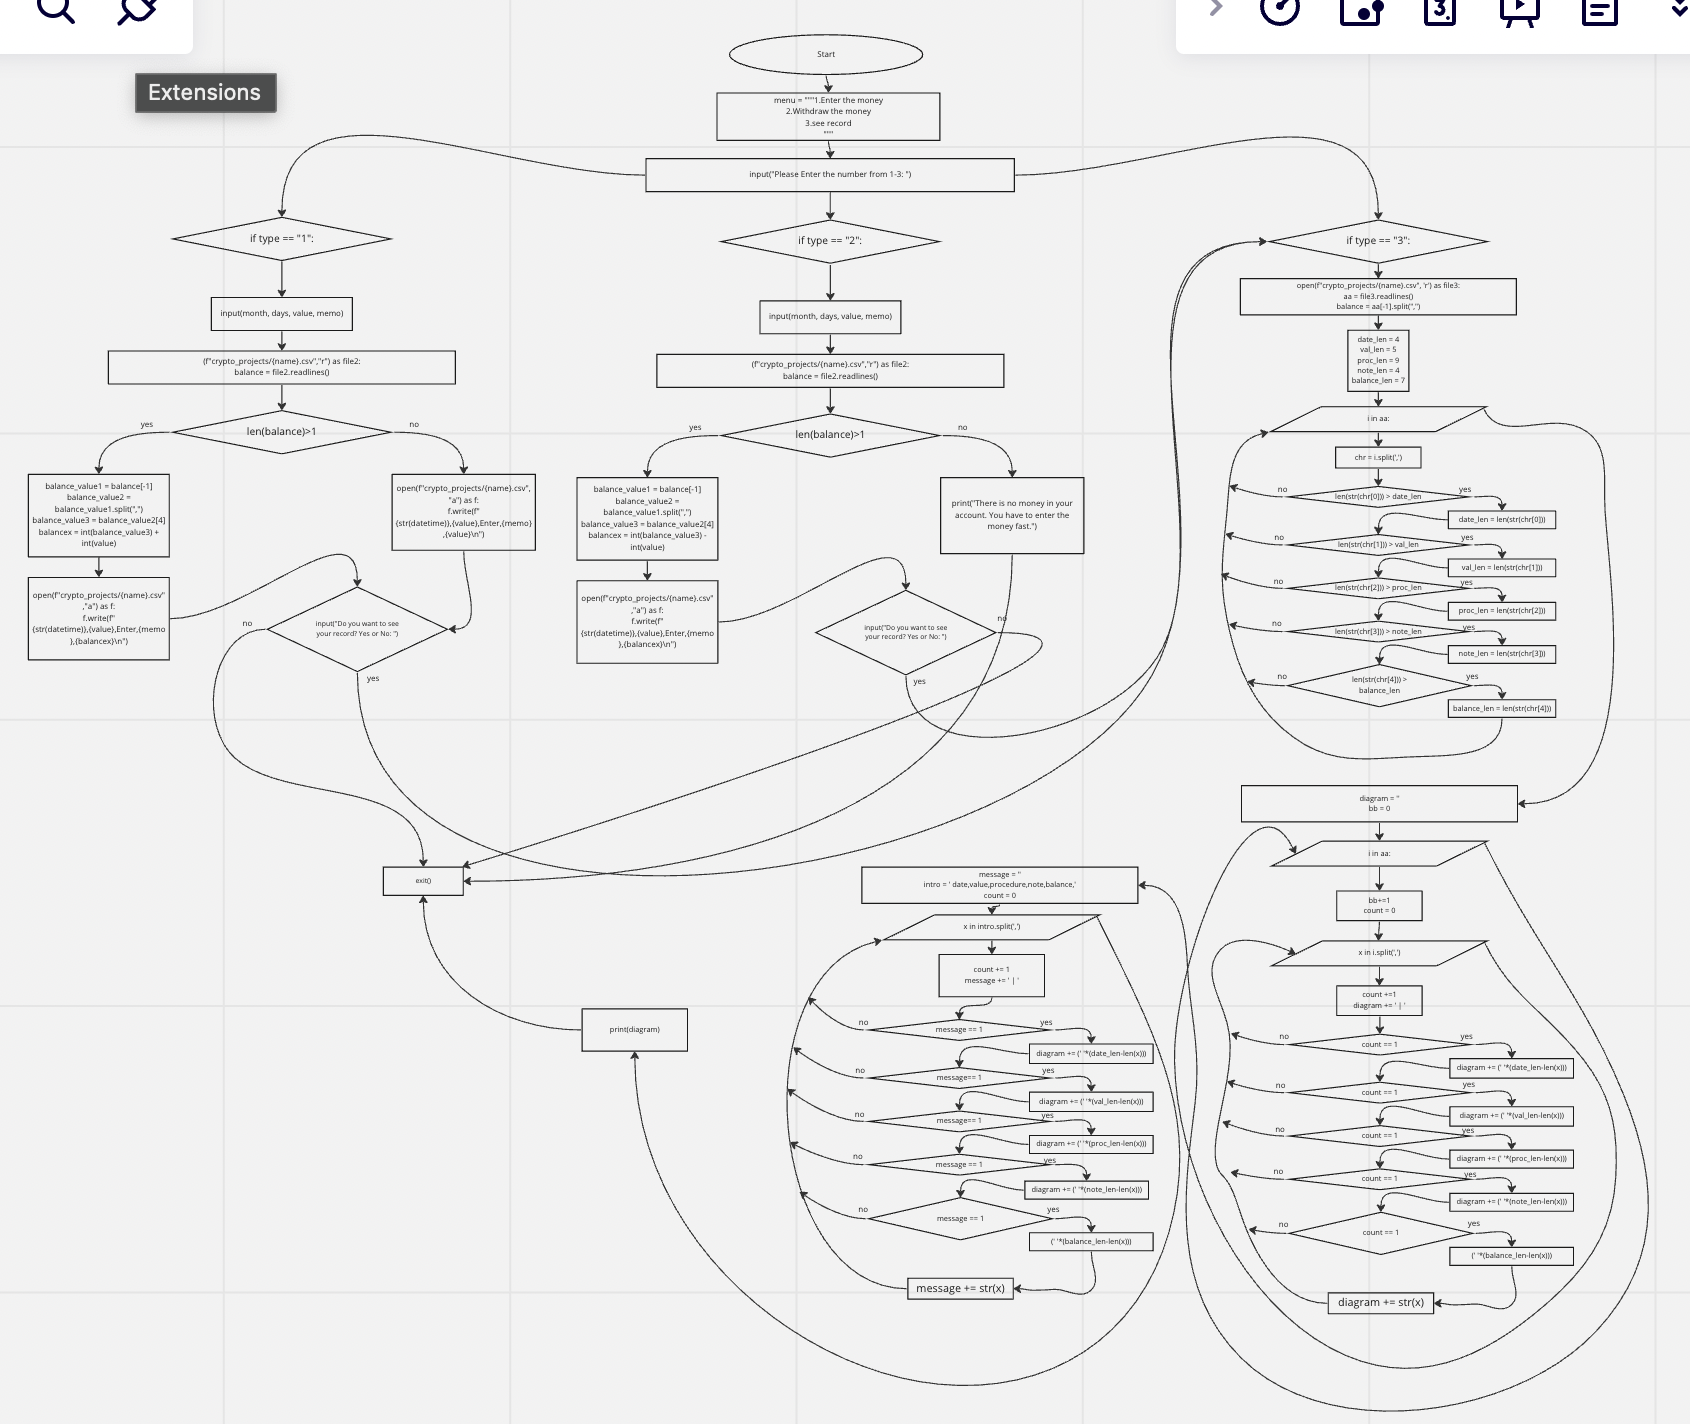 Extensions
Start
menu = """1.Enter the money
2.Withdraw the money
3.see record
"""
input("Please Enter the number from 1-3: ")
if type == "1":
input(month, days, value, memo)
(f"crypto_projects/{name}.csv","r") as file2:
balance = file2.readlines()
len(balance)>1
yes
no
balance_value1 = balance[-1]
balance_value2 =
balance_value1.split(",")
balance_value3 = balance_value2[4]
balancex = int(balance_value3) +
int(value)
open(f"crypto_projects/{name}.csv",
"a") as f:
f.write(f"
{str(datetime)},{value},Enter,{memo}
,{value}\n")
open(f"crypto_projects/{name}.csv"
,"a") as f:
f.write(f"
{str(datetime)},{value},Enter,{memo
},{balancex}\n")
input("Do you want to see
your record? Yes or No: ")
no
yes
if type == "2":
input(month, days, value, memo)
(f"crypto_projects/{name}.csv","r") as file2:
balance = file2.readlines()
len(balance)>1
yes
no
balance_value1 = balance[-1]
balance_value2 =
balance_value1.split(",")
balance_value3 = balance_value2[4]
balancex = int(balance_value3) -
int(value)
print("There is no money in your
account. You have to enter the
money fast.")
open(f"crypto_projects/{name}.csv"
,"a") as f:
f.write(f"
{str(datetime)},{value},Enter,{memo
},{balancex}\n")
input("Do you want to see
your record? Yes or No: ")
no
yes
if type == "3":
open(f"crypto_projects/{name}.csv", 'r') as file3:
aa = file3.readlines()
balance = aa[-1].split(",")
date_len = 4
val_len = 5
proc_len = 9
note_len = 4
balance_len = 7
i in aa:
chr = i.split(',')
no
len(str(chr[0])) > date_len
yes
date_len = len(str(chr[0]))
no
len(str(chr[1])) > val_len
yes
val_len = len(str(chr[1]))
no
len(str(chr[2])) > proc_len
yes
proc_len = len(str(chr[2]))
no
len(str(chr[3])) > note_len
yes
note_len = len(str(chr[3]))
no
len(str(chr[4])) >
balance_len
yes
balance_len = len(str(chr[4]))
diagram = ''
bb = 0
i in aa:
bb+=1
count = 0
x in i.split(',')
count +=1
diagram += ' | '
no
count == 1
yes
diagram += (' '*(date_len-len(x)))
no
count == 1
yes
diagram += (' '*(val_len-len(x)))
no
count == 1
yes
diagram += (' '*(proc_len-len(x)))
no
count == 1
yes
diagram += (' '*(note_len-len(x)))
no
count == 1
yes
(' '*(balance_len-len(x)))
diagram += str(x)
message = ''
intro = ' date,value,procedure,note,balance,'
count = 0
x in intro.split(',')
count += 1
message += ' | '
no
message == 1
yes
diagram += (' '*(date_len-len(x)))
no
message== 1
yes
diagram += (' '*(val_len-len(x)))
no
message== 1
yes
diagram += (' '*(proc_len-len(x)))
no
message == 1
yes
diagram += (' '*(note_len-len(x)))
no
message == 1
yes
(' '*(balance_len-len(x)))
message += str(x)
print(diagram)
exit()